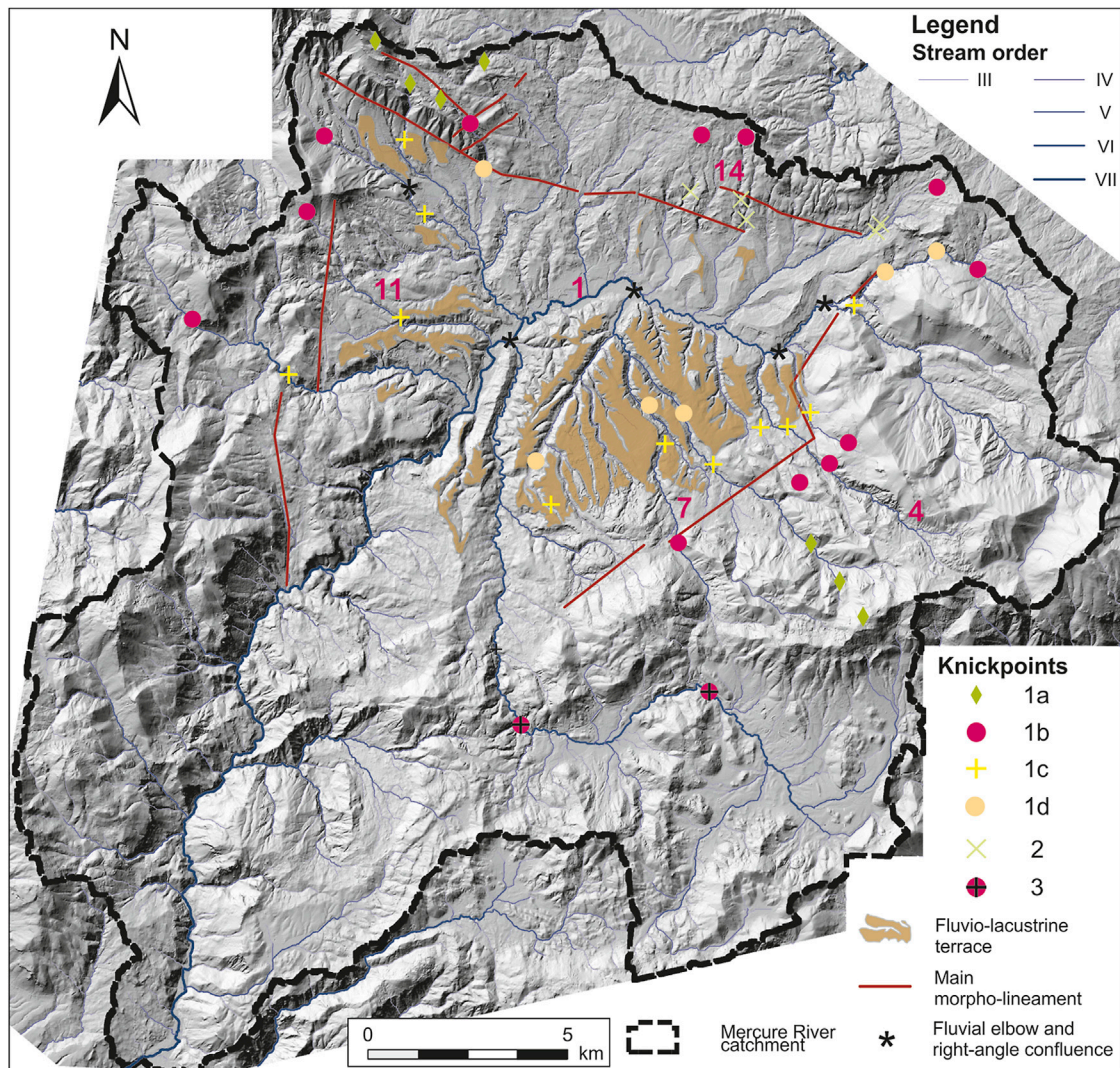 N
Legend
Stream order
III
IV
V
VI
VII
14
11
1
7
4
Knickpoints
1a
1b
1c
1d
2
3
Fluvio-lacustrine
terrace
Main
morpho-lineament
Fluvial elbow and
right-angle confluence
0 5
km
Mercure River
catchment